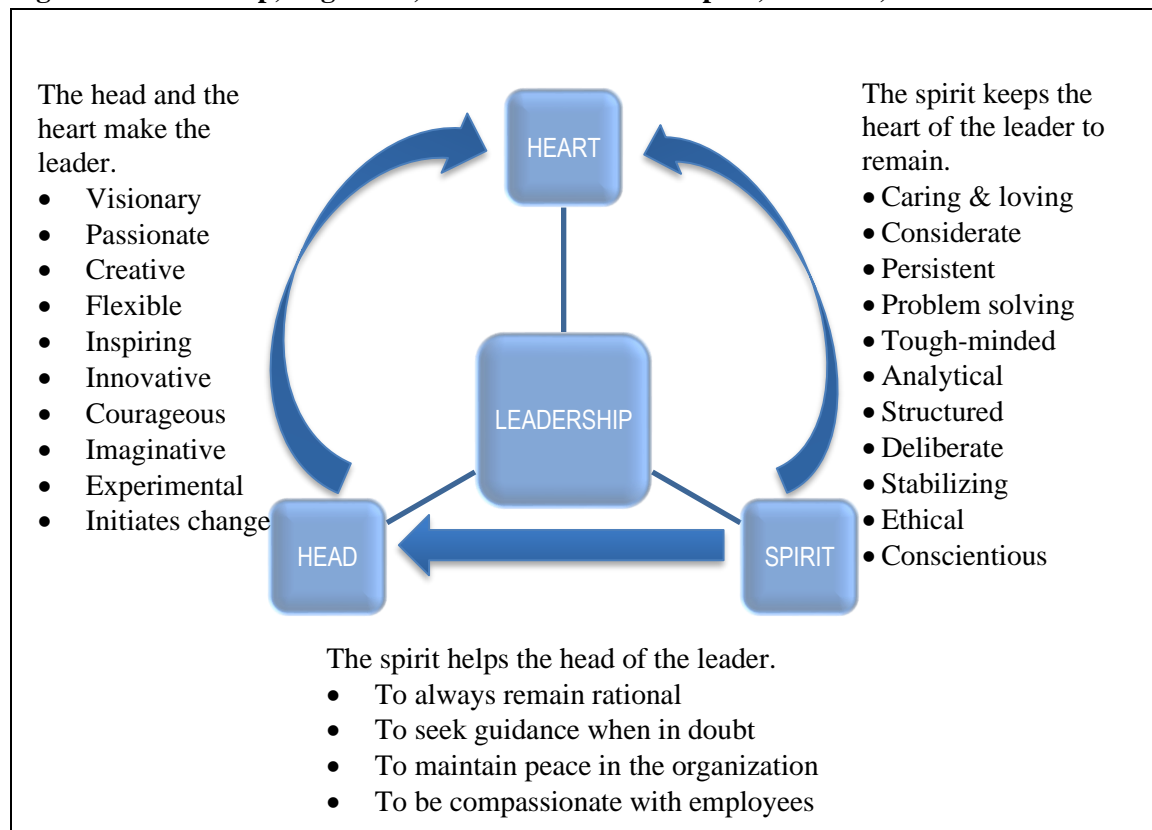 The head and the
heart make the
leader.
• Visionary
• Passionate
• Creative
• Flexible
• Inspiring
• Innovative
• Courageous
• Imaginative
• Experimental
• Initiates change
HEART
LEADERSHIP
HEAD
SPIRIT
The spirit keeps the
heart of the leader to
remain.
• Caring & loving
• Considerate
• Persistent
• Problem solving
• Tough-minded
• Analytical
• Structured
• Deliberate
• Stabilizing
• Ethical
• Conscientious
The spirit helps the head of the leader.
• To always remain rational
• To seek guidance when in doubt
• To maintain peace in the organization
• To be compassionate with employees